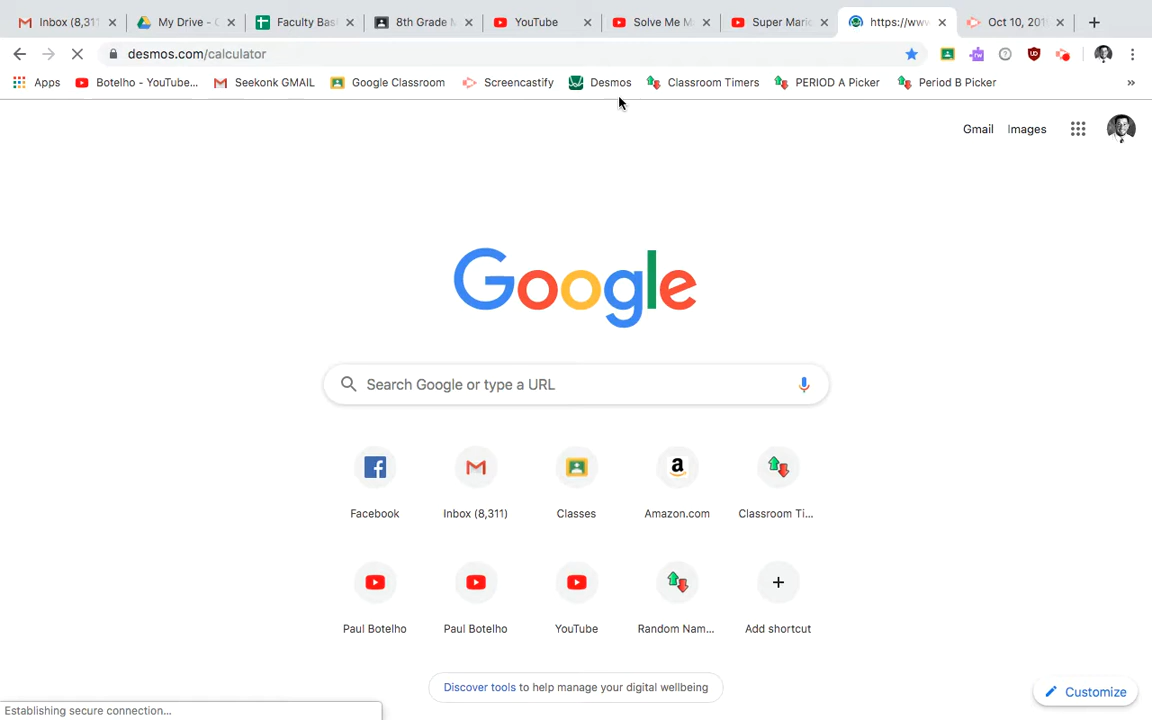 Inbox (8,311
My Drive - G
Faculty Bas
8th Grade M
YouTube
Solve Me M
Super Mari
https://ww
Oct 10, 201
desmos.com/calculator
Apps
Botelho - YouTube...
Seekonk GMAIL
Google Classroom
Screencastify
Desmos
Classroom Timers
PERIOD A Picker
Period B Picker
»
Gmail
Images
Google
Search Google or type a URL
Facebook
Inbox (8,311)
Classes
Amazon.com
Classroom Ti...
Paul Botelho
Paul Botelho
YouTube
Random Nam...
Add shortcut
Discover tools to help manage your digital wellbeing
Customize
Establishing secure connection...